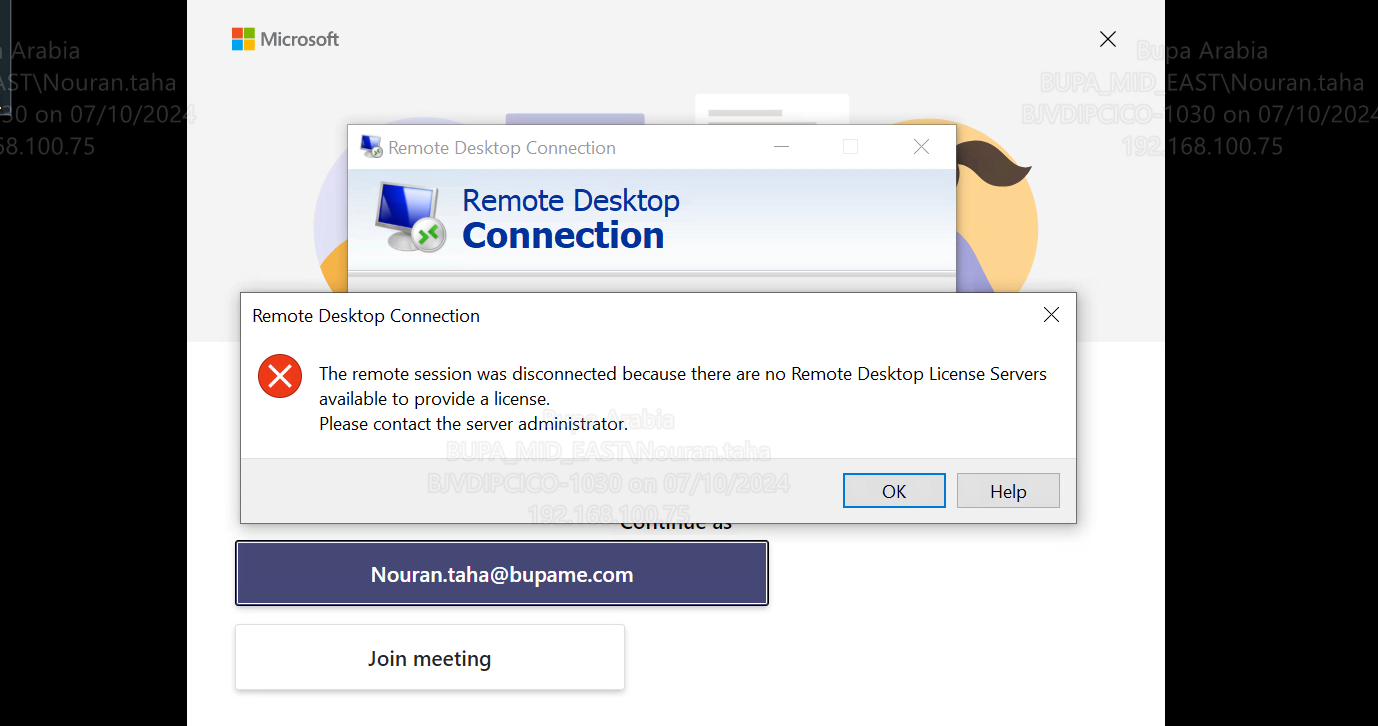 Microsoft
Arabia
AST\Nouran.taha
30 on 07/10/2024
68.100.75
Bupa Arabia
BUPA_MID_EAST\Nouran.taha
BJVDIPCICO-1030 on 07/10/2024
192.168.100.75
Remote Desktop Connection
Remote Desktop
Connection
Remote Desktop Connection
The remote session was disconnected because there are no Remote Desktop License Servers
available to provide a license.
Please contact the server administrator.
Bupa Arabia
BUPA_MID_EAST\Nouran.taha
BJVDIPCICO-1030 on 07/10/2024
192.168.100.75
OK
Help
Continue as
Nouran.taha@bupame.com
Join meeting